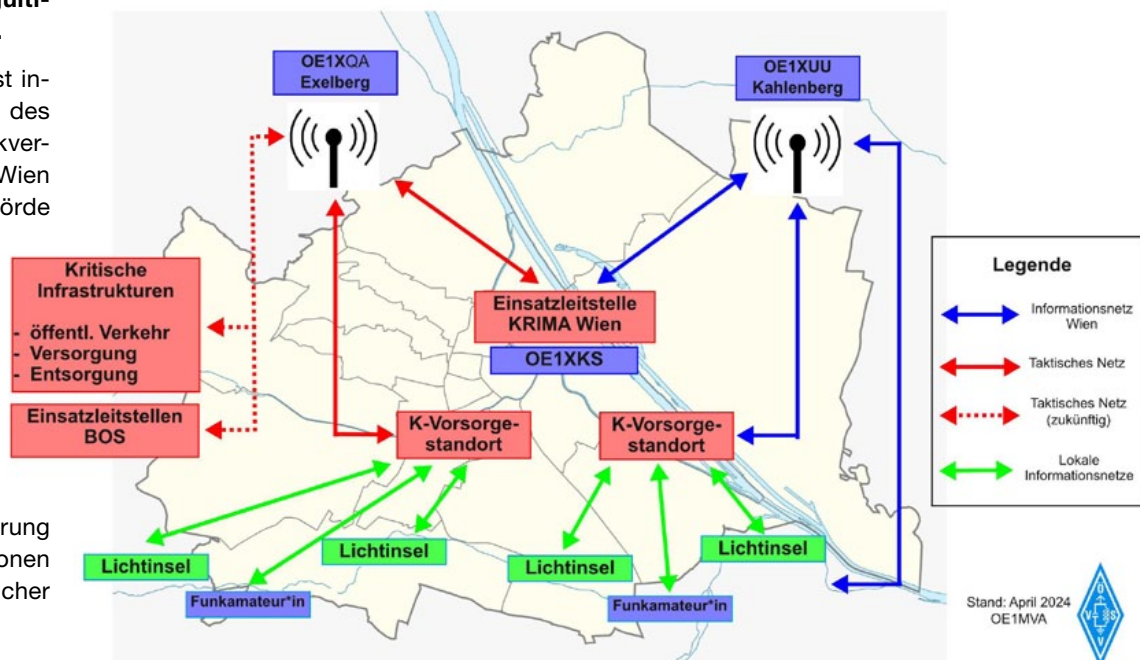 gulti-
.
st in-
des
kver-
Wien
örde
rung
onen
cher
OE1XQA
Exelberg
OE1XUU
Kahlenberg
Kritische
Infrastrukturen
- öffentl. Verkehr
- Versorgung
- Entsorgung
Einsatzleitstellen
BOS
Einsatzleitstelle
KRIMA Wien
OE1XKS
K-Vorsorge-
standort
K-Vorsorge-
standort
Lichtinsel
Funkamateur*in
Lichtinsel
Lichtinsel
Funkamateur*in
Lichtinsel
Legende
Informationsnetz
Wien
Taktisches Netz
Taktisches Netz
(zukünftig)
Lokale
Informationsnetze
Stand: April 2024
OE1MVA
Ö
V S
V